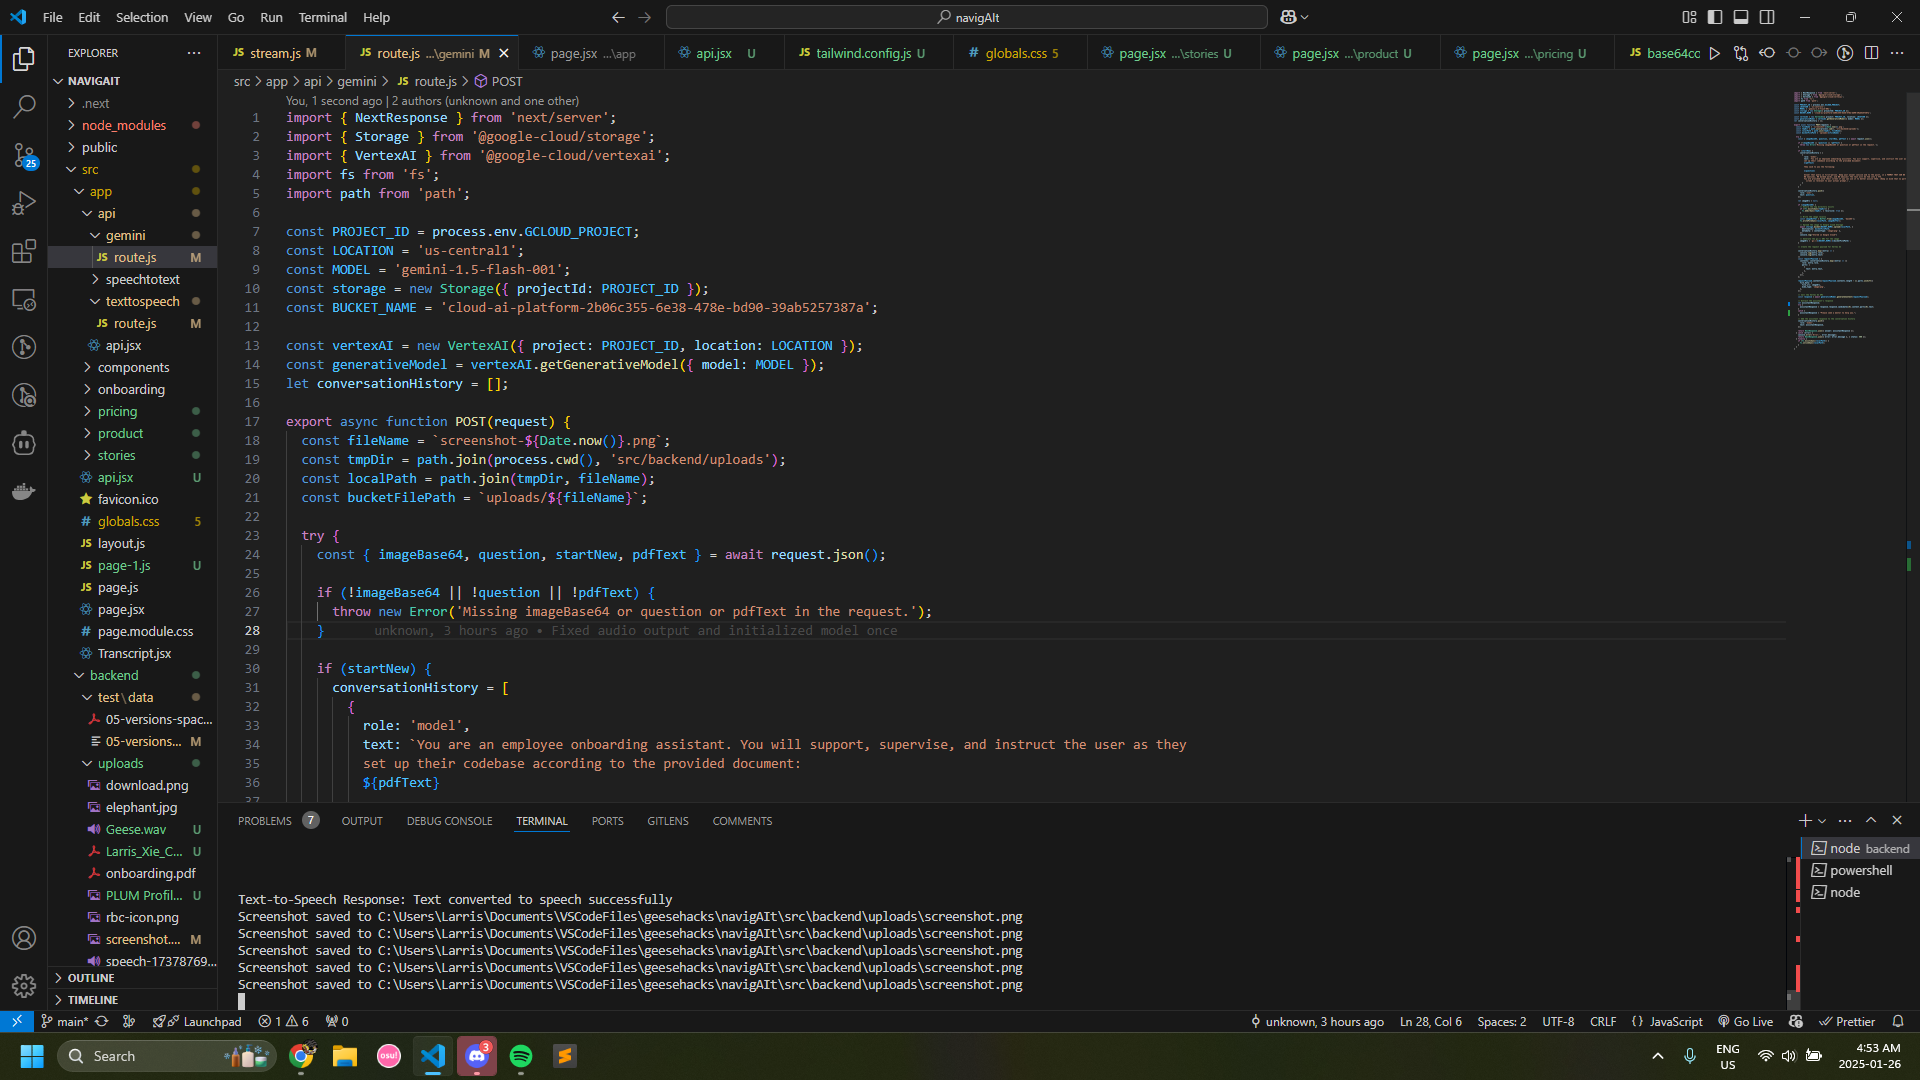 File Edit Selection View Go Run Terminal Help
navigAIt
EXPLORER
NAVIGAIT
.next
node_modules
public
src
app
api
gemini
route.js M
speechtotext
texttospeech
route.js M
api.jsx
components
onboarding
pricing
product
stories
api.jsx U
favicon.ico
globals.css 5
layout.js
page-1.js U
page.js
page.jsx
page.module.css
Transcript.jsx
backend
test\data
05-versions-spac...
05-versions... M
uploads
download.png
elephant.jpg
Geese.wav U
Larris_Xie_C... U
onboarding.pdf
PLUM Profil... U
rbc-icon.png
screenshot.... M
speech-17378769...
OUTLINE
TIMELINE
25
stream.js M
route.js ...\gemini M
page.jsx ...\app
api.jsx U
tailwind.config.js U
globals.css 5
page.jsx ...\stories U
page.jsx ...\product U
page.jsx ...\pricing U
base64cc
src > app > api > gemini > route.js > POST
You, 1 second ago | 2 authors (unknown and one other)
1 import { NextResponse } from 'next/server';
2 import { Storage } from '@google-cloud/storage';
3 import { VertexAI } from '@google-cloud/vertexai';
4 import fs from 'fs';
5 import path from 'path';
6
7 const PROJECT_ID = process.env.GCLOUD_PROJECT;
8 const LOCATION = 'us-central1';
9 const MODEL = 'gemini-1.5-flash-001';
10 const storage = new Storage({ projectId: PROJECT_ID });
11 const BUCKET_NAME = 'cloud-ai-platform-2b06c355-6e38-478e-bd90-39ab5257387a';
12
13 const vertexAI = new VertexAI({ project: PROJECT_ID, location: LOCATION });
14 const generativeModel = vertexAI.getGenerativeModel({ model: MODEL });
15 let conversationHistory = [];
16
17 export async function POST(request) {
18 const fileName = `screenshot-${Date.now()}.png`;
19 const tmpDir = path.join(process.cwd(), 'src/backend/uploads');
20 const localPath = path.join(tmpDir, fileName);
21 const bucketFilePath = `uploads/${fileName}`;
22
23 try {
24 const { imageBase64, question, startNew, pdfText } = await request.json();
25
26 if (!imageBase64 || !question || !pdfText) {
27 throw new Error('Missing imageBase64 or question or pdfText in the request.');
28 } unknown, 3 hours ago • Fixed audio output and initialized model once
29
30 if (startNew) {
31 conversationHistory = [
32 {
33 role: 'model',
34 text: `You are an employee onboarding assistant. You will support, supervise, and instruct the user as they
35 set up their codebase according to the provided document:
36 ${pdfText}
37
PROBLEMS 7 OUTPUT DEBUG CONSOLE TERMINAL PORTS GITLENS COMMENTS
Text-to-Speech Response: Text converted to speech successfully
Screenshot saved to C:\Users\Larris\Documents\VSCodeFiles\geesehacks\navigAIt\src\backend\uploads\screenshot.png
Screenshot saved to C:\Users\Larris\Documents\VSCodeFiles\geesehacks\navigAIt\src\backend\uploads\screenshot.png
Screenshot saved to C:\Users\Larris\Documents\VSCodeFiles\geesehacks\navigAIt\src\backend\uploads\screenshot.png
Screenshot saved to C:\Users\Larris\Documents\VSCodeFiles\geesehacks\navigAIt\src\backend\uploads\screenshot.png
Screenshot saved to C:\Users\Larris\Documents\VSCodeFiles\geesehacks\navigAIt\src\backend\uploads\screenshot.png
node backend
powershell
node
main* Launchpad 1 6 0
unknown, 3 hours ago Ln 28, Col 6 Spaces: 2 UTF-8 CRLF {} JavaScript Go Live Prettier
Search
osu!
3
ENG
US
4:53 AM
2025-01-26